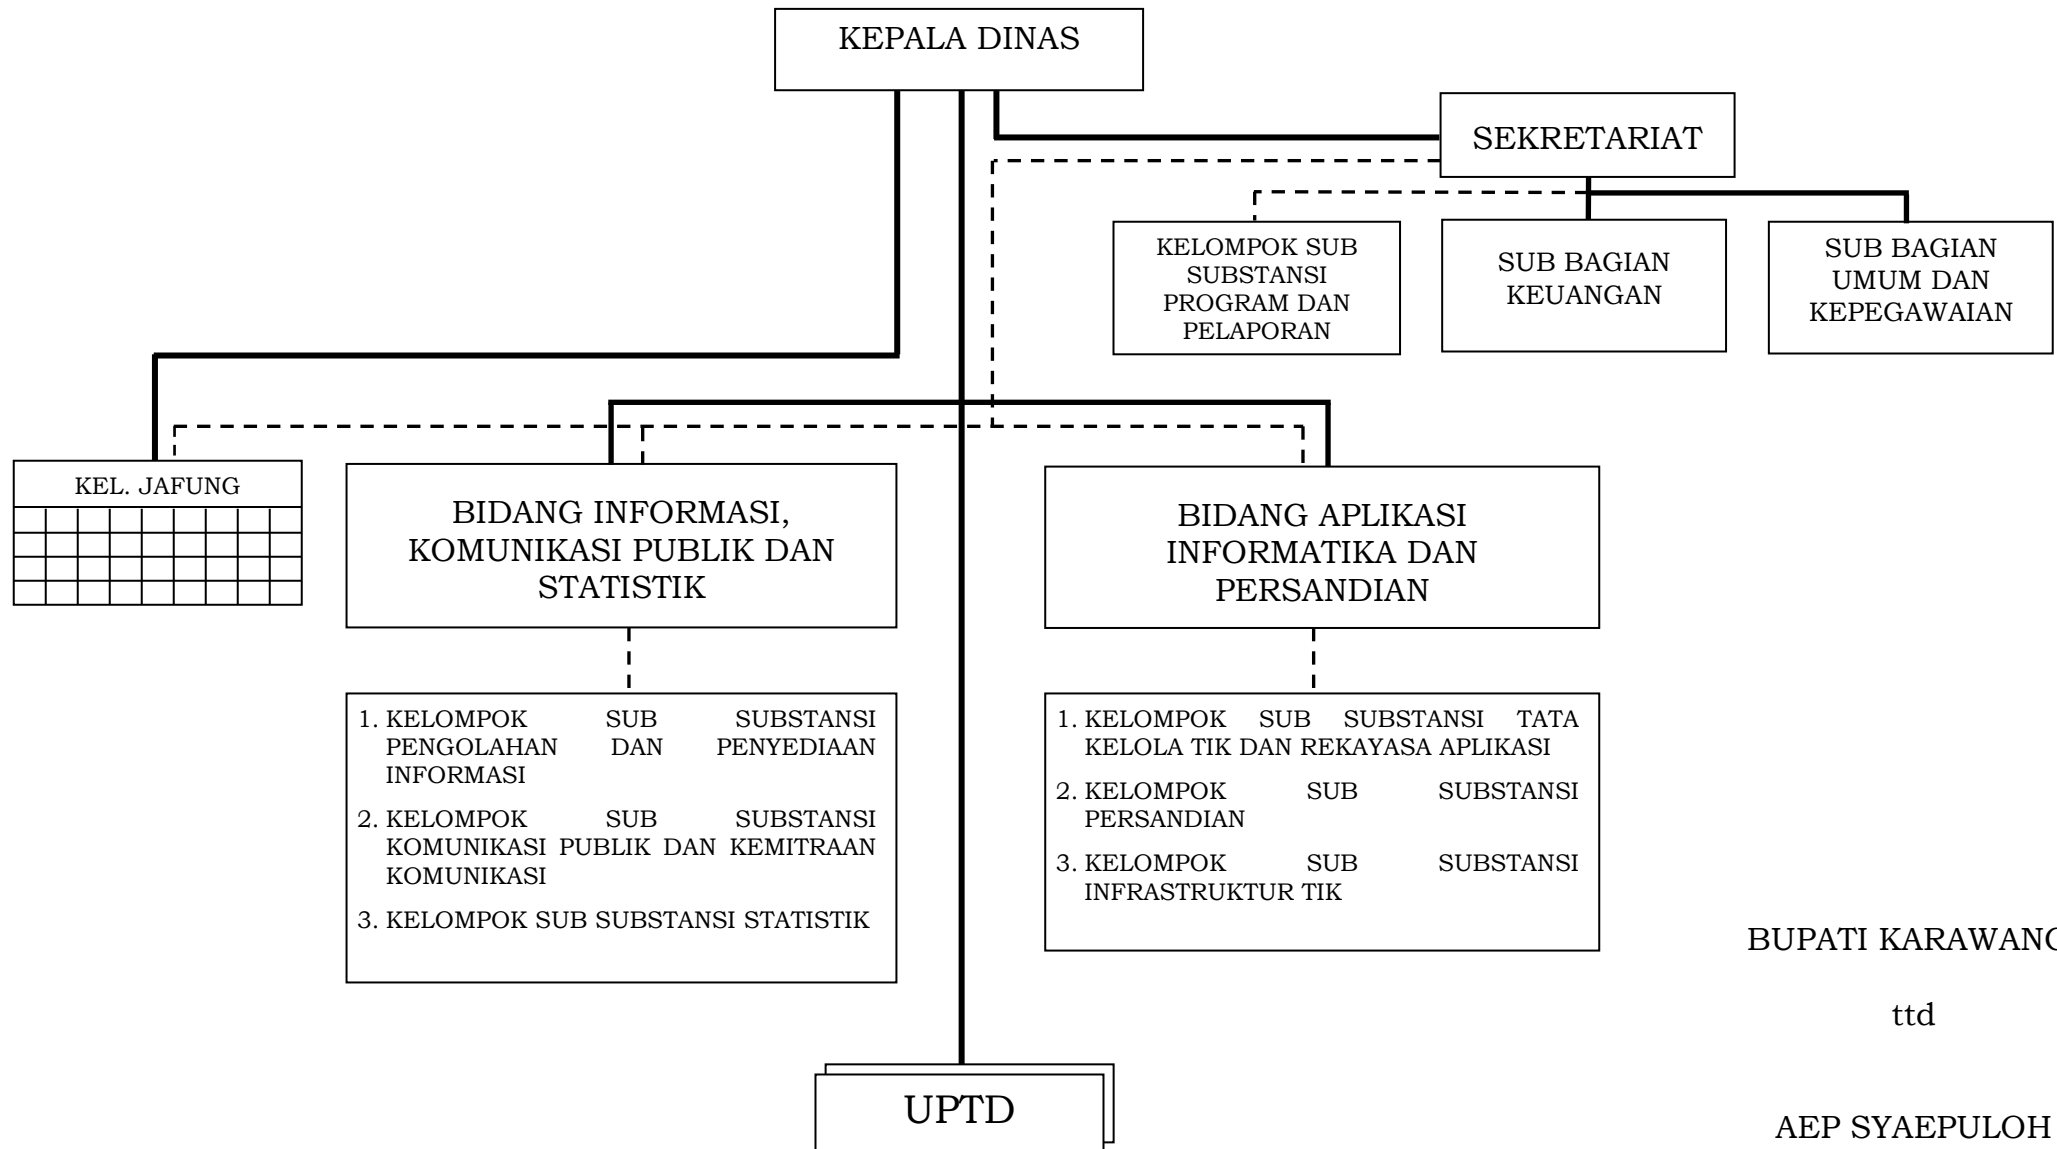 KEPALA DINAS
SEKRETARIAT
KELOMPOK SUB
SUBSTANSI
PROGRAM DAN
PELAPORAN
SUB BAGIAN
KEUANGAN
SUB BAGIAN
UMUM DAN
KEPEGAWAIAN
KEL. JAFUNG
BIDANG INFORMASI,
KOMUNIKASI PUBLIK DAN
STATISTIK
BIDANG APLIKASI
INFORMATIKA DAN
PERSANDIAN
1. KELOMPOK SUB SUBSTANSI
PENGOLAHAN DAN PENYEDIAAN
INFORMASI
2. KELOMPOK SUB SUBSTANSI
KOMUNIKASI PUBLIK DAN KEMITRAAN
KOMUNIKASI
3. KELOMPOK SUB SUBSTANSI STATISTIK
1. KELOMPOK SUB SUBSTANSI TATA
KELOLA TIK DAN REKAYASA APLIKASI
2. KELOMPOK SUB SUBSTANSI
PERSANDIAN
3. KELOMPOK SUB SUBSTANSI
INFRASTRUKTUR TIK
BUPATI KARAWANG
ttd
AEP SYAEPULOH
UPTD